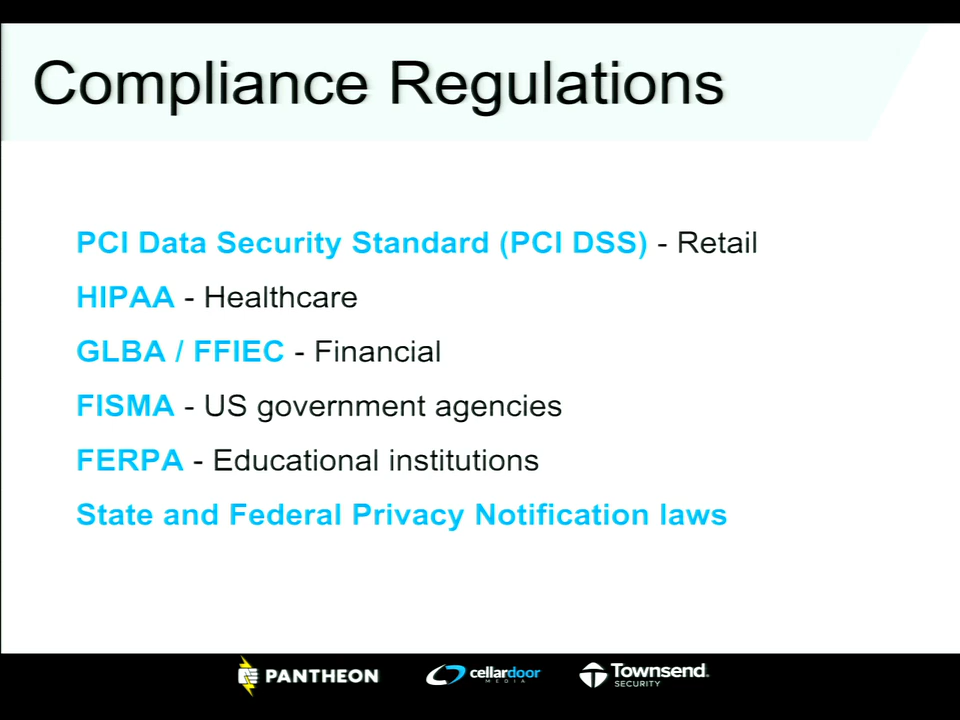 Compliance Regulations
PCI Data Security Standard (PCI DSS) - Retail
HIPAA - Healthcare
GLBA / FFIEC - Financial
FISMA - US government agencies
FERPA - Educational institutions
State and Federal Privacy Notification laws
PANTHEON
cellardoor
MEDIA
Townsend
SECURITY